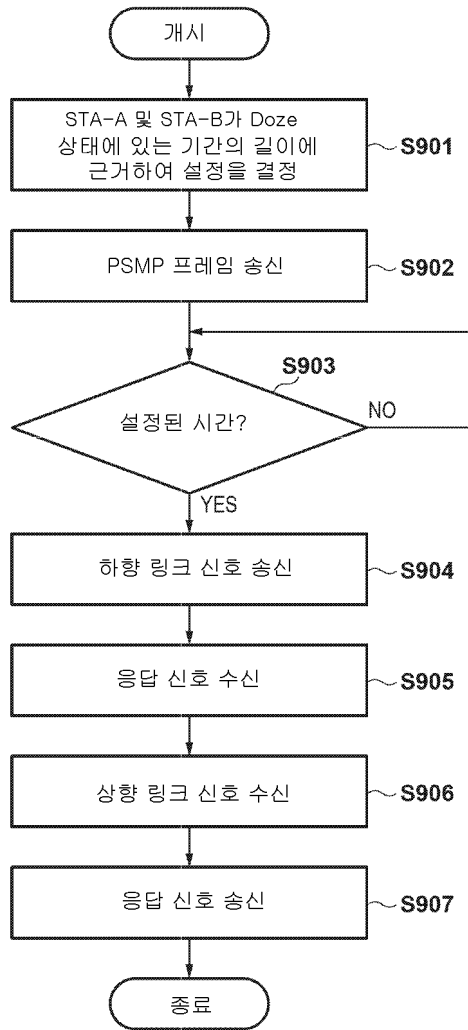 개시
STA-A 및 STA-B가 Doze
상태에 있는 기간의 길이에
근거하여 설정을 결정
S901
PSMP 프레임 송신
S902
S903
설정된 시간?
NO
YES
하향 링크 신호 송신
S904
응답 신호 수신
S905
상향 링크 신호 수신
S906
응답 신호 송신
S907
종료